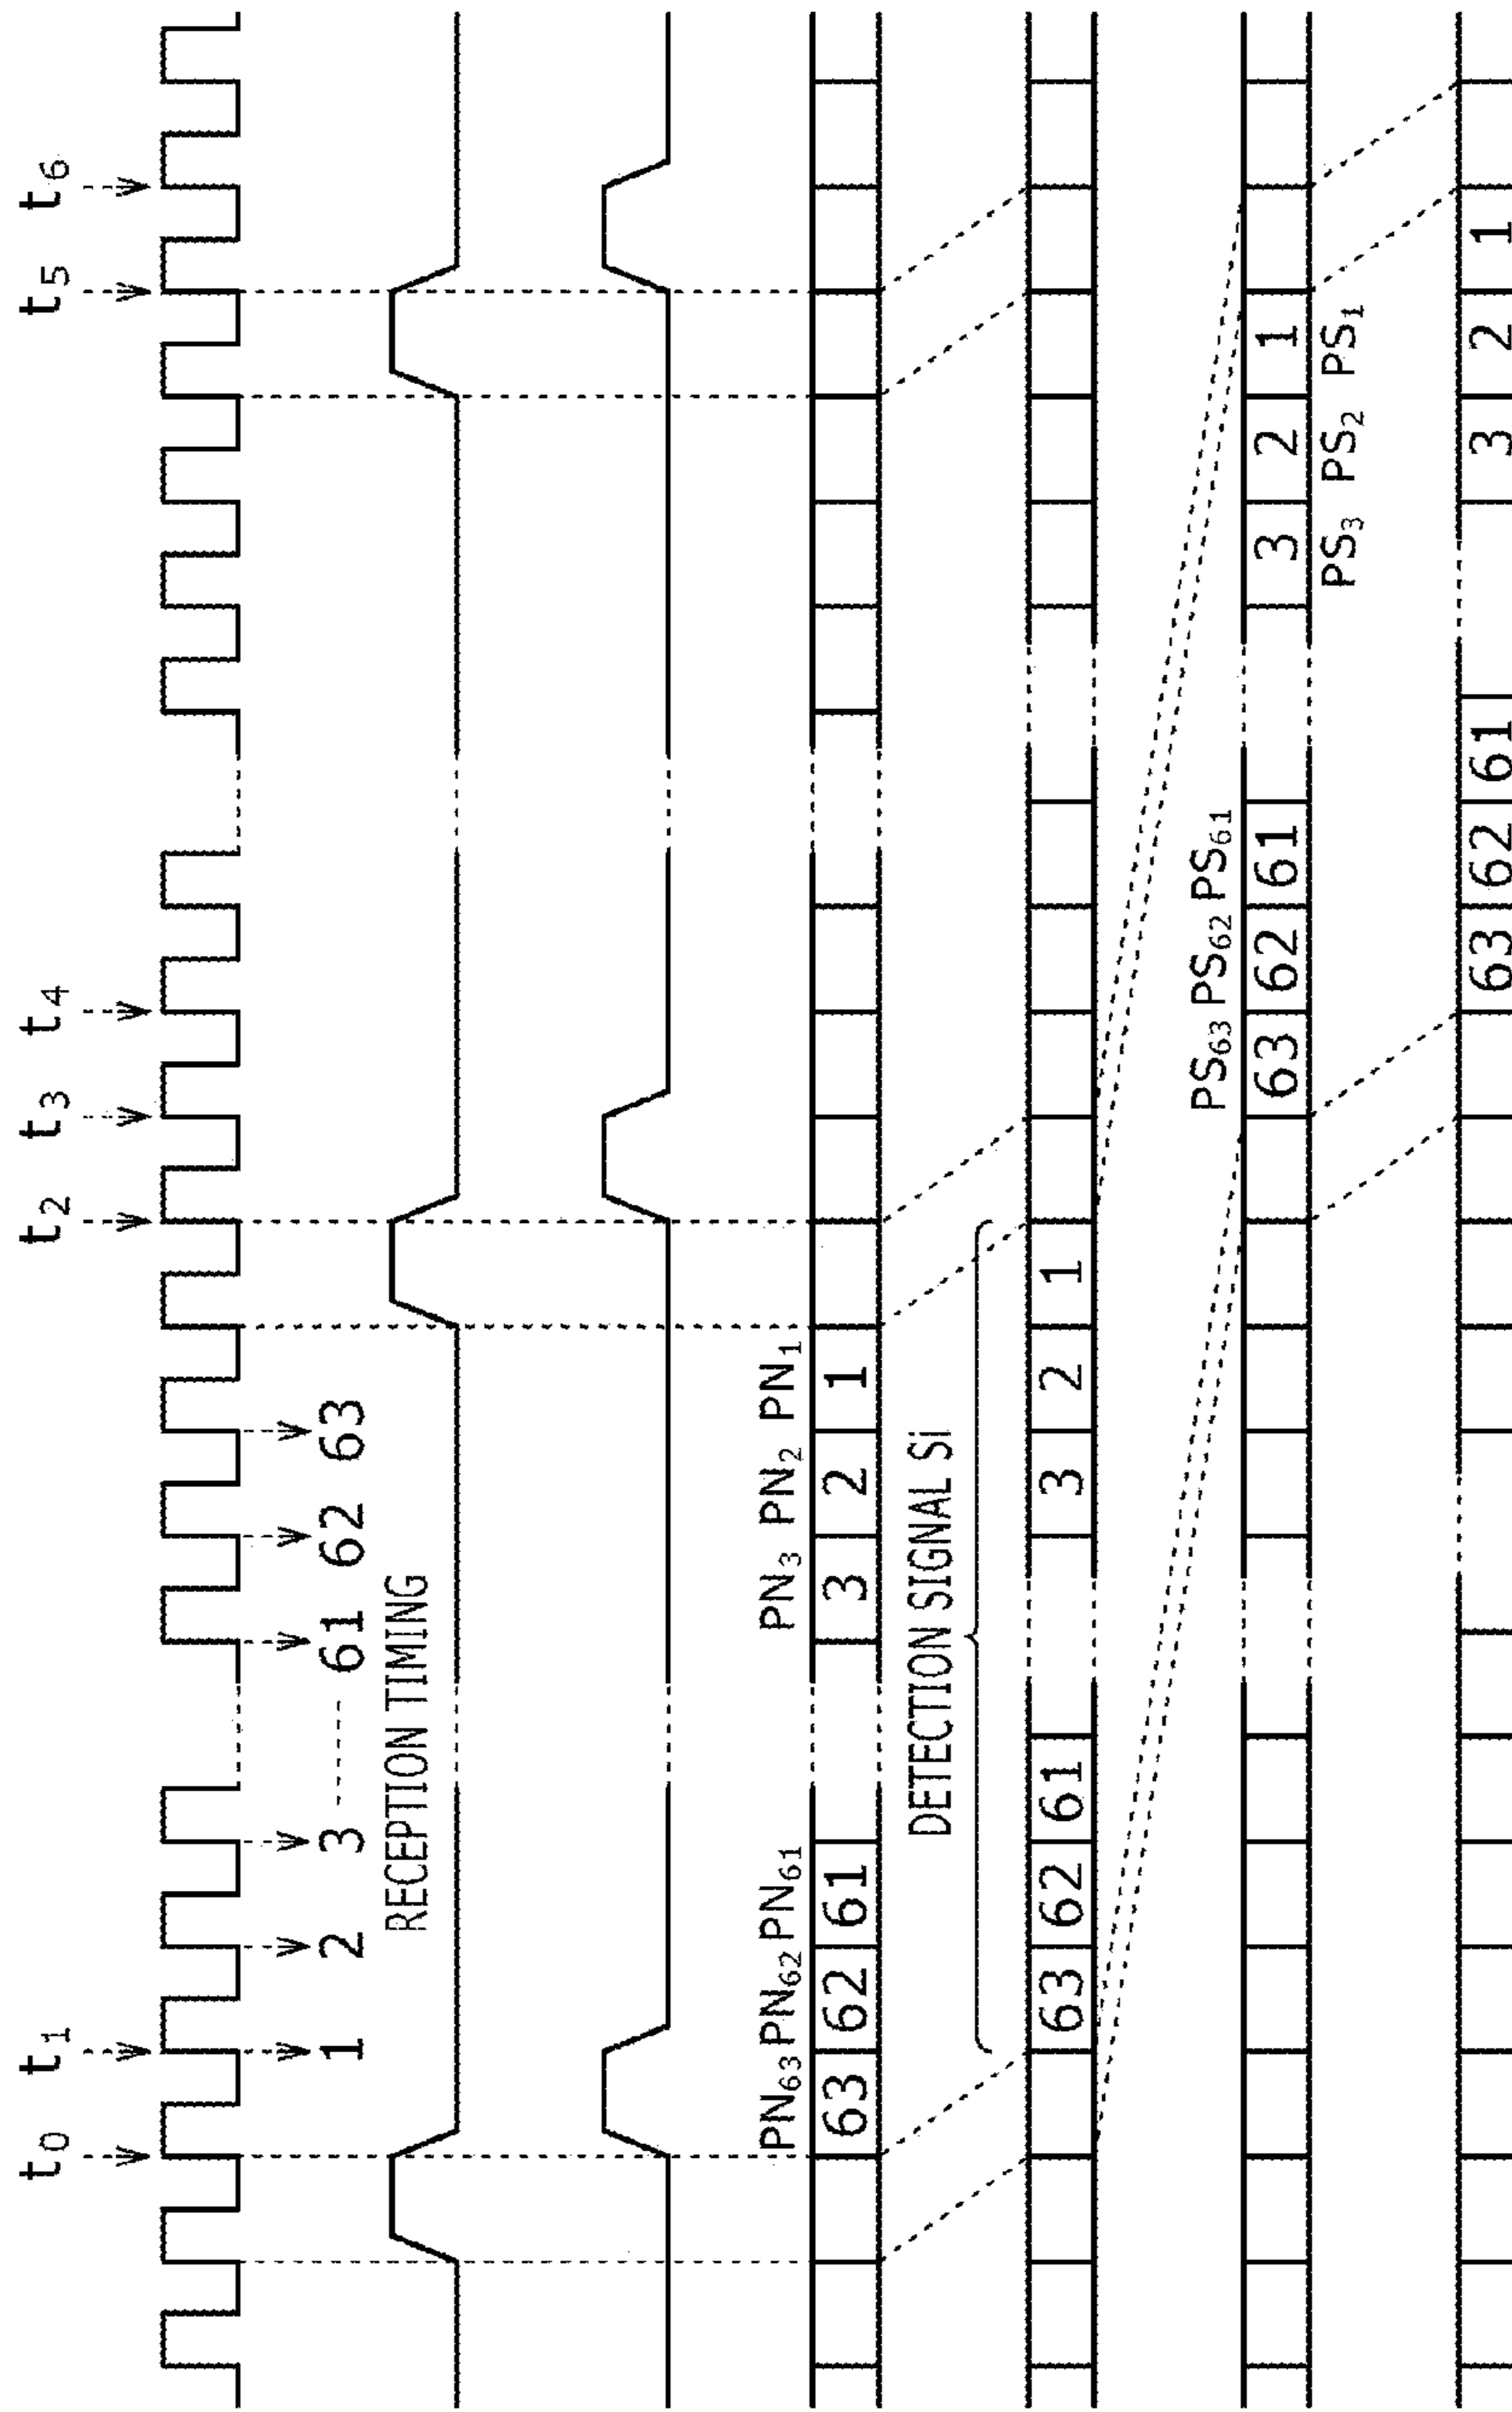 t0 t1 t2 t3 t4 t5 t6
1 2 3 61 62 63
RECEPTION TIMING
PN63 PN62 PN61 PN3 PN2 PN1
63 62 61 3 2 1
DETECTION SIGNAL Si
63 62 61 3 2 1
PS63 PS62 PS61
63 62 61 3 2 1
PS3 PS2 PS1
63 62 61 3 2 1